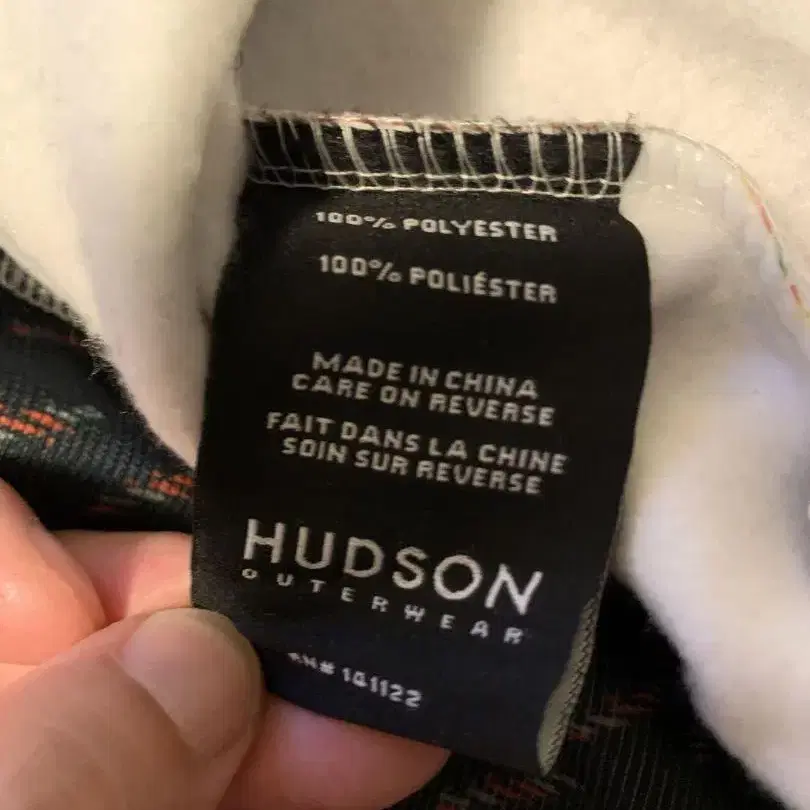 100% POLYESTER
100% POLIÉSTER
MADE IN CHINA
CARE ON REVERSE
FAIT DANS LA CHINE
SOIN SUR REVERSE
HUDSON
OUTERWEAR
RN# 141122